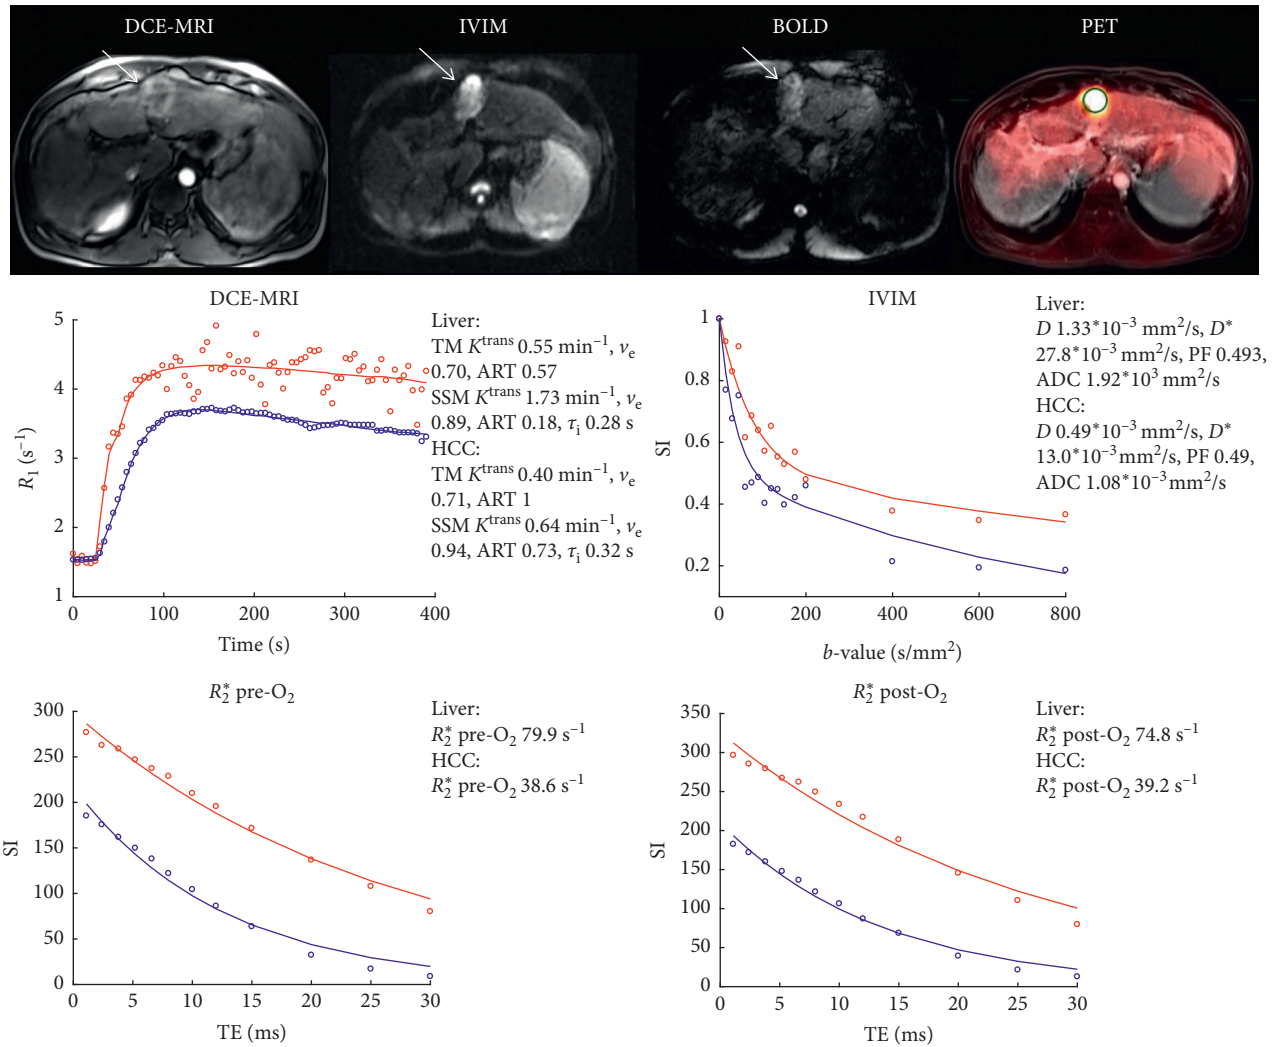 DCE-MRI
IVIM
BOLD
PET
DCE-MRI
5
4
3
2
1
R1 (s−1)
0
100
200
300
400
Time (s)
Liver:
TM Ktrans 0.55 min−1, ve
0.70, ART 0.57
SSM Ktrans 1.73 min−1, ve
0.89, ART 0.18, τi 0.28 s
HCC:
TM Ktrans 0.40 min−1, ve
0.71, ART 1
SSM Ktrans 0.64 min−1, ve
0.94, ART 0.73, τi 0.32 s
IVIM
1
0.8
0.6
0.4
0.2
SI
0
200
400
600
800
b-value (s/mm2)
Liver:
D 1.33*10−3 mm2/s, D*
27.8*10−3 mm2/s, PF 0.493,
ADC 1.92*103 mm2/s
HCC:
D 0.49*10−3 mm2/s, D*
13.0*10−3 mm2/s, PF 0.49,
ADC 1.08*10−3 mm2/s
R2* pre-O2
300
250
200
150
100
50
0
SI
0
5
10
15
20
25
30
TE (ms)
Liver:
R2* pre-O2 79.9 s−1
HCC:
R2* pre-O2 38.6 s−1
R2* post-O2
350
300
250
200
150
100
50
0
SI
0
5
10
15
20
25
30
TE (ms)
Liver:
R2* post-O2 74.8 s−1
HCC:
R2* post-O2 39.2 s−1